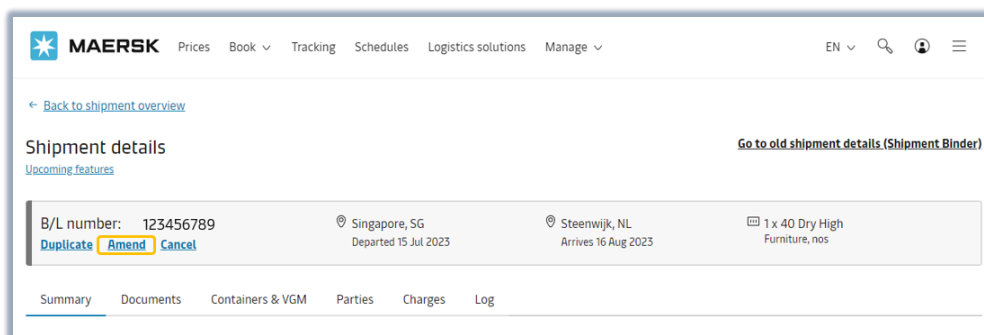 MAERSK Prices Book Tracking Schedules Logistics solutions Manage EN
← Back to shipment overview
Shipment details
Go to old shipment details (Shipment Binder)
Upcoming features
B/L number: 123456789
Duplicate Amend Cancel
Singapore, SG
Departed 15 Jul 2023
Steenwijk, NL
Arrives 16 Aug 2023
1 x 40 Dry High
Furniture, nos
Summary Documents Containers & VGM Parties Charges Log